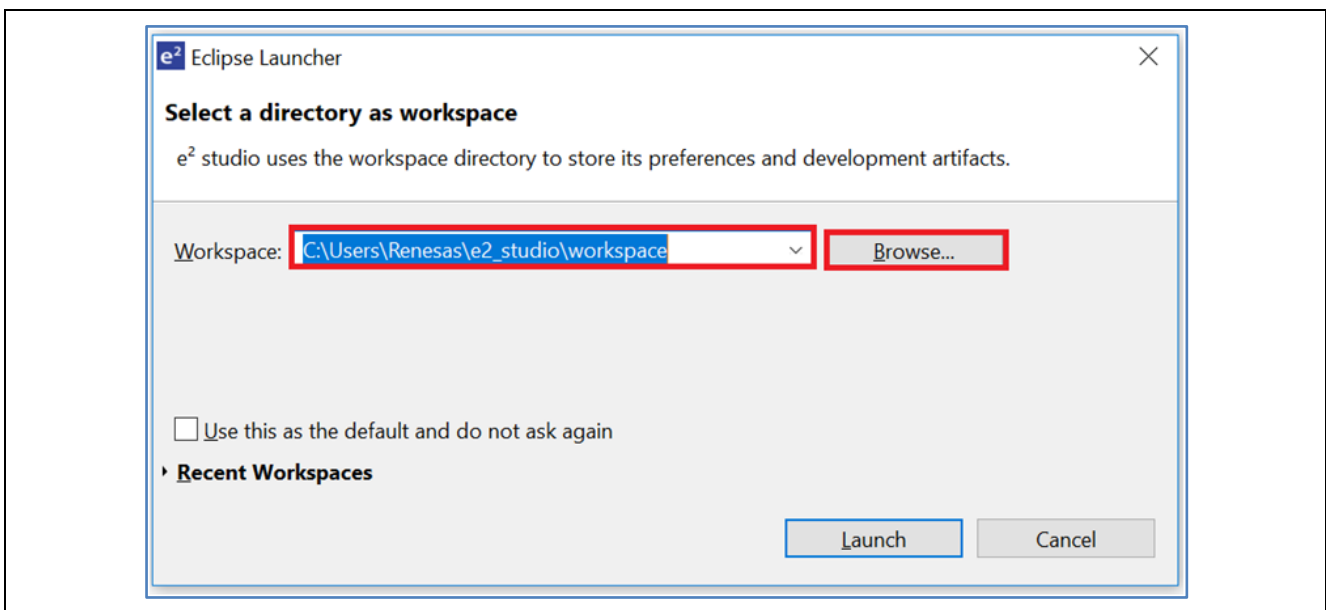 e² Eclipse Launcher
Select a directory as workspace
e² studio uses the workspace directory to store its preferences and development artifacts.
Workspace: C:\Users\Renesas\e2_studio\workspace Browse...
Use this as the default and do not ask again
Recent Workspaces
Launch Cancel